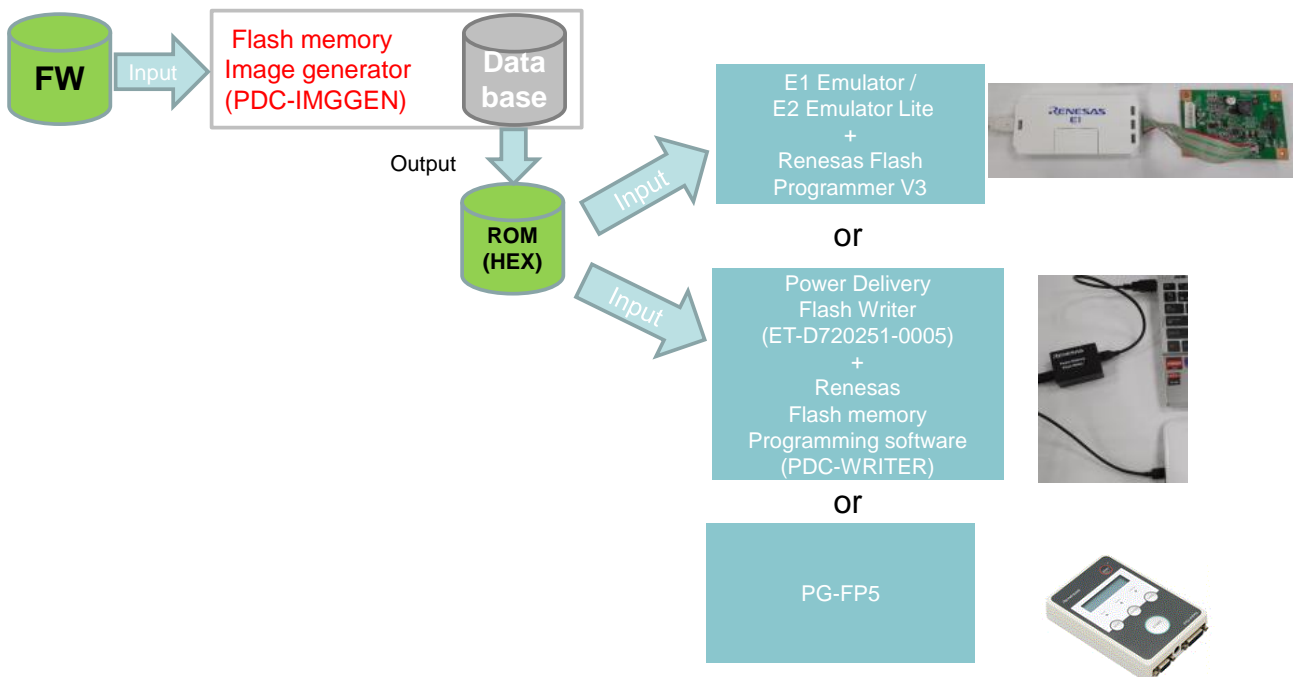 FW
Input
Flash memory
Image generator
(PDC-IMGGEN)
Data
base
Output
ROM
(HEX)
Input
Input
E1 Emulator /
E2 Emulator Lite
+
Renesas Flash
Programmer V3
RENESAS
E1
or
Power Delivery
Flash Writer
(ET-D720251-0005)
+
Renesas
Flash memory
Programming software
(PDC-WRITER)
or
PG-FP5